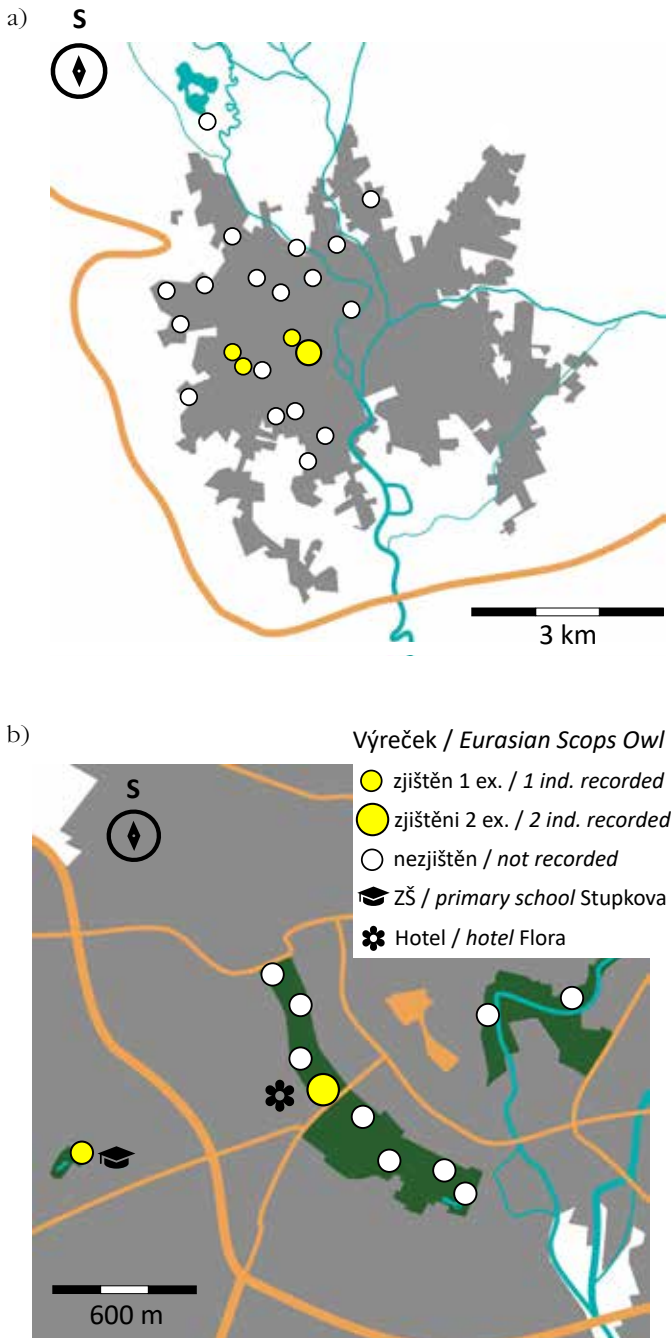 a)
S
3 km
b)
Výreček / Eurasian Scops Owl
zjištěn 1 ex. / 1 ind. recorded
zjištěni 2 ex. / 2 ind. recorded
nezjištěn / not recorded
ZŠ / primary school Stupkova
Hotel / hotel Flora
S
600 m